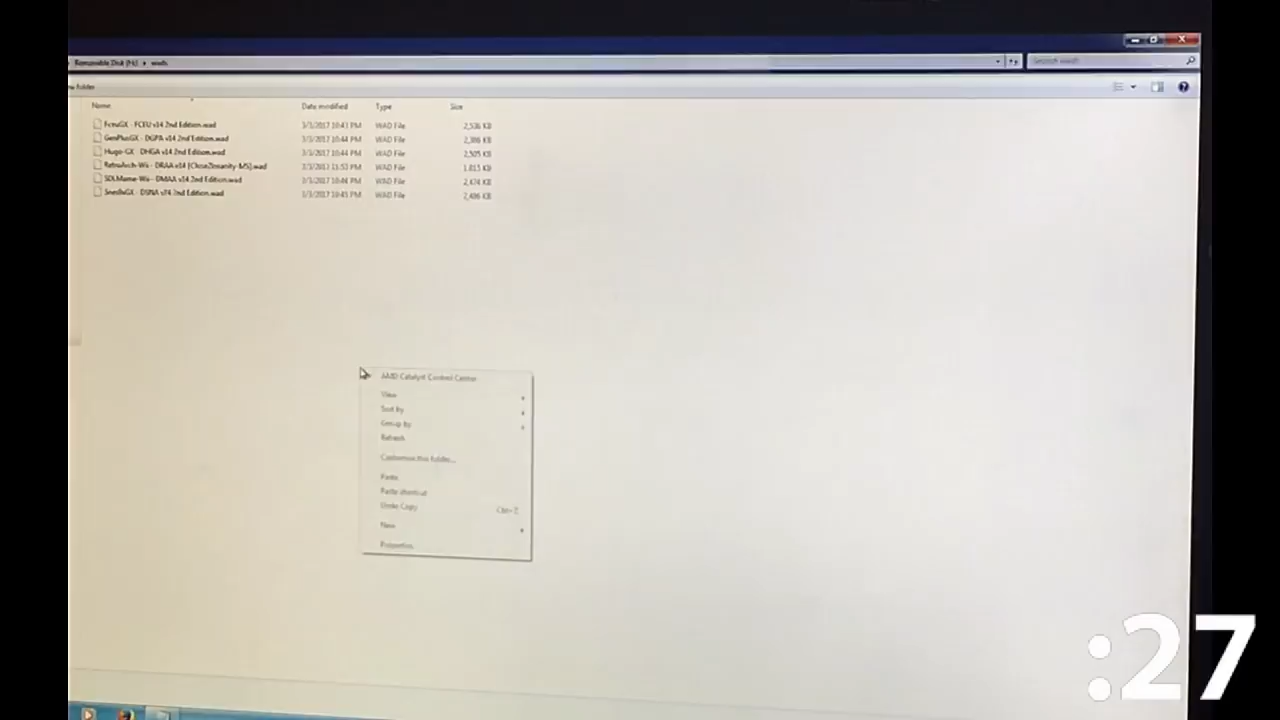 Removable Disk (H:) ▸ wads
Search wads
w folder
Name Date modified Type Size
FceuGX - FCEU v14 2nd Edition.wad 3/3/2017 10:43 PM WAD File 2,536 KB
GenPlusGX - DGPA v14 2nd Edition.wad 3/3/2017 10:44 PM WAD File 2,386 KB
Hugo-GX - DHGA v14 2nd Edition.wad 3/3/2017 10:44 PM WAD File 2,505 KB
RetroArch-Wii - DRAA v14 [CloseZInsanity-MS].wad 3/3/2017 11:53 PM WAD File 1,815 KB
SDLMame-Wii - DMAA v14 2nd Edition.wad 3/3/2017 10:44 PM WAD File 2,474 KB
Snes9xGX - DSNA v14 2nd Edition.wad 3/3/2017 10:45 PM WAD File 2,486 KB
AMD Catalyst Control Center
View
Sort by
Group by
Refresh
Customize this folder...
Paste
Paste shortcut
Undo Copy Ctrl+Z
New
Properties
:27